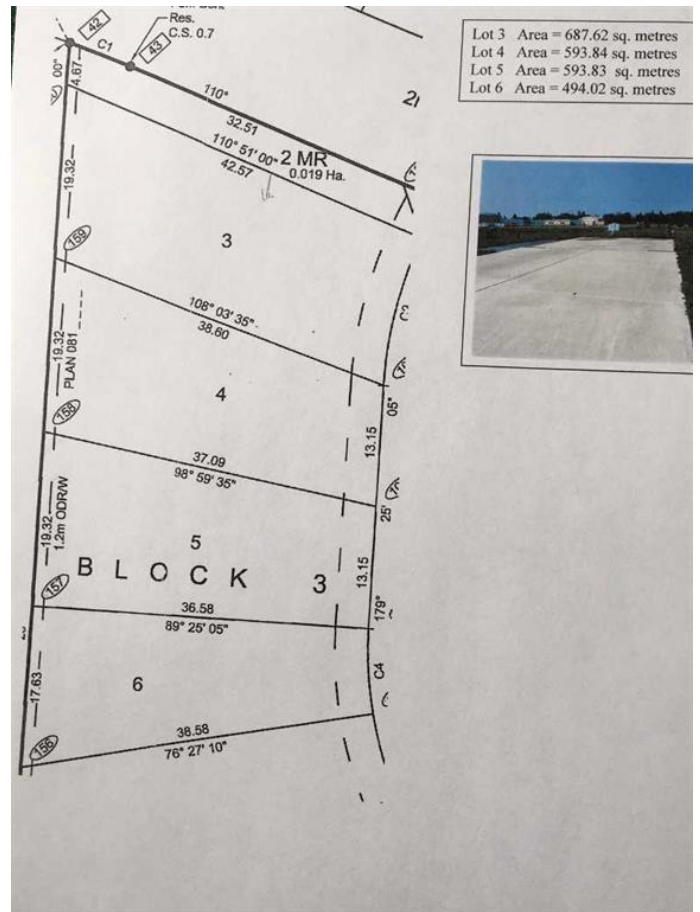 Lot 3 Area = 687.62 sq. metres
Lot 4 Area = 593.84 sq. metres
Lot 5 Area = 593.83 sq. metres
Lot 6 Area = 494.02 sq. metres
Res.
C.S. 0.7
42
C1
43
00"
4.67
110°
32.51
110° 51' 00"
42.57
2 MR
0.019 Ha.
19.32
3
159
108° 03' 35"
38.60
19.32
PLAN 081
4
05"
13.15
158
37.09
98° 59' 35"
25'
19.32
1.2m ODR/W
5
BLOCK 3
13.15
157
36.58
89° 25' 05"
179°
17.63
6
C4
38.58
76° 27' 10"
156